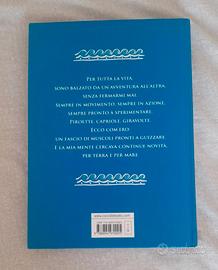 PER TUTTA LA VITA,
SONO BALZATO DA UN'AVVENTURA ALL'ALTRA,
SENZA FERMARMI MAI.
SEMPRE IN MOVIMENTO, SEMPRE IN AZIONE,
SEMPRE PRONTO A SPERIMENTARE.
PIROLETTE, CAPRIOLE, GIRAVOLTE.
ECCO COM'ERO:
UN FASCIO DI MUSCOLI PRONTI A GUIZZARE.
E LA MIA MENTE CERCAVA CONTINUE NOVITÀ,
PER TERRA E PER MARE.
subito